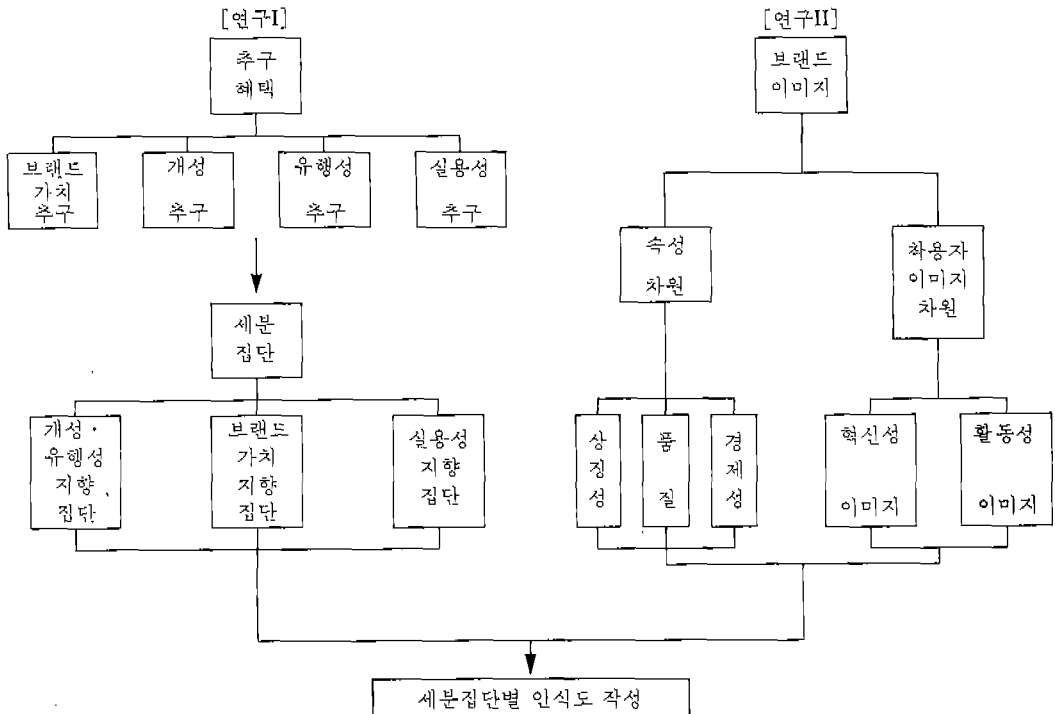 [연구I]
추구
혜택
브랜드
가치
추구
개성
추구
유행성
추구
실용성
추구
세분
집단
개성·
유행성
지향
집단
브랜드
가치
지향
집단
실용성
지향
집단
[연구II]
브랜드
이미지
속성
차원
착용자
이미지
차원
상징성
품질
경제성
혁신성
이미지
활동성
이미지
세분집단별 인식도 작성